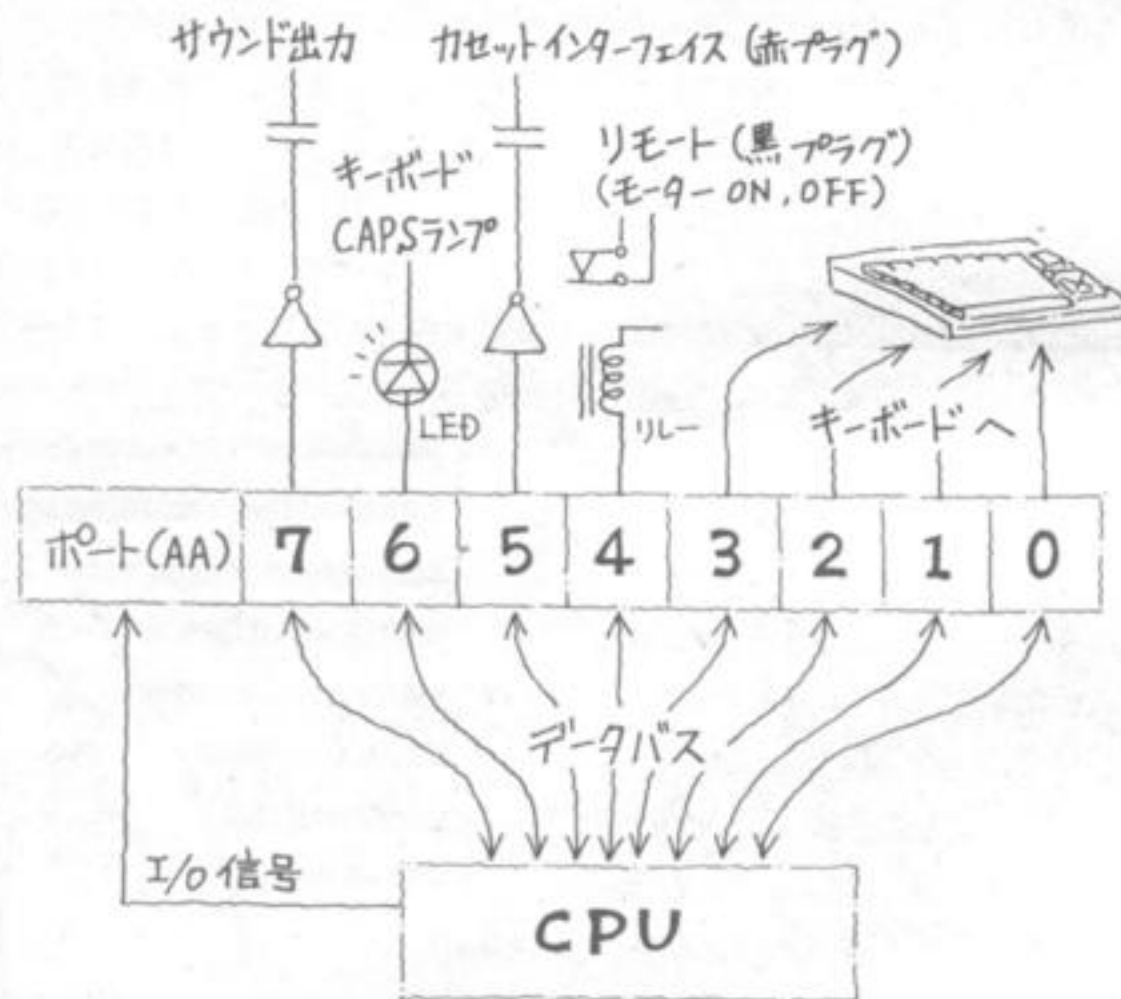 サウンド出力
カセットインターフェイス (赤プラグ)
キーボード
CAPSランプ
リモート (黒プラグ)
(モーターON,OFF)
LED
リレー
キーボードへ
ポート(AA) 7 6 5 4 3 2 1 0
データバス
I/O信号
CPU